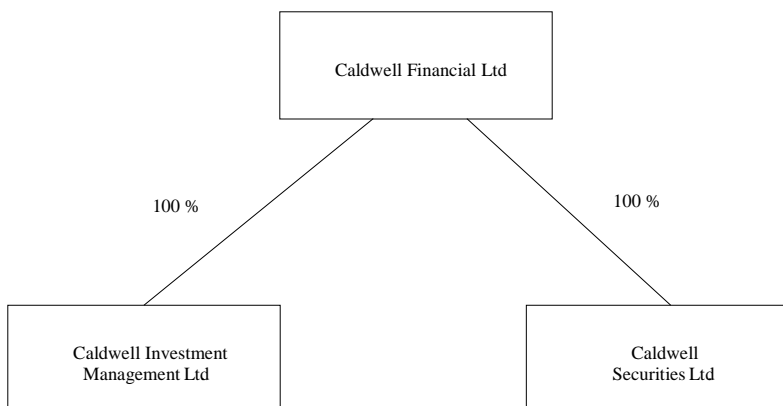 Caldwell Financial Ltd
100 %
100 %
Caldwell Investment
Management Ltd
Caldwell
Securities Ltd